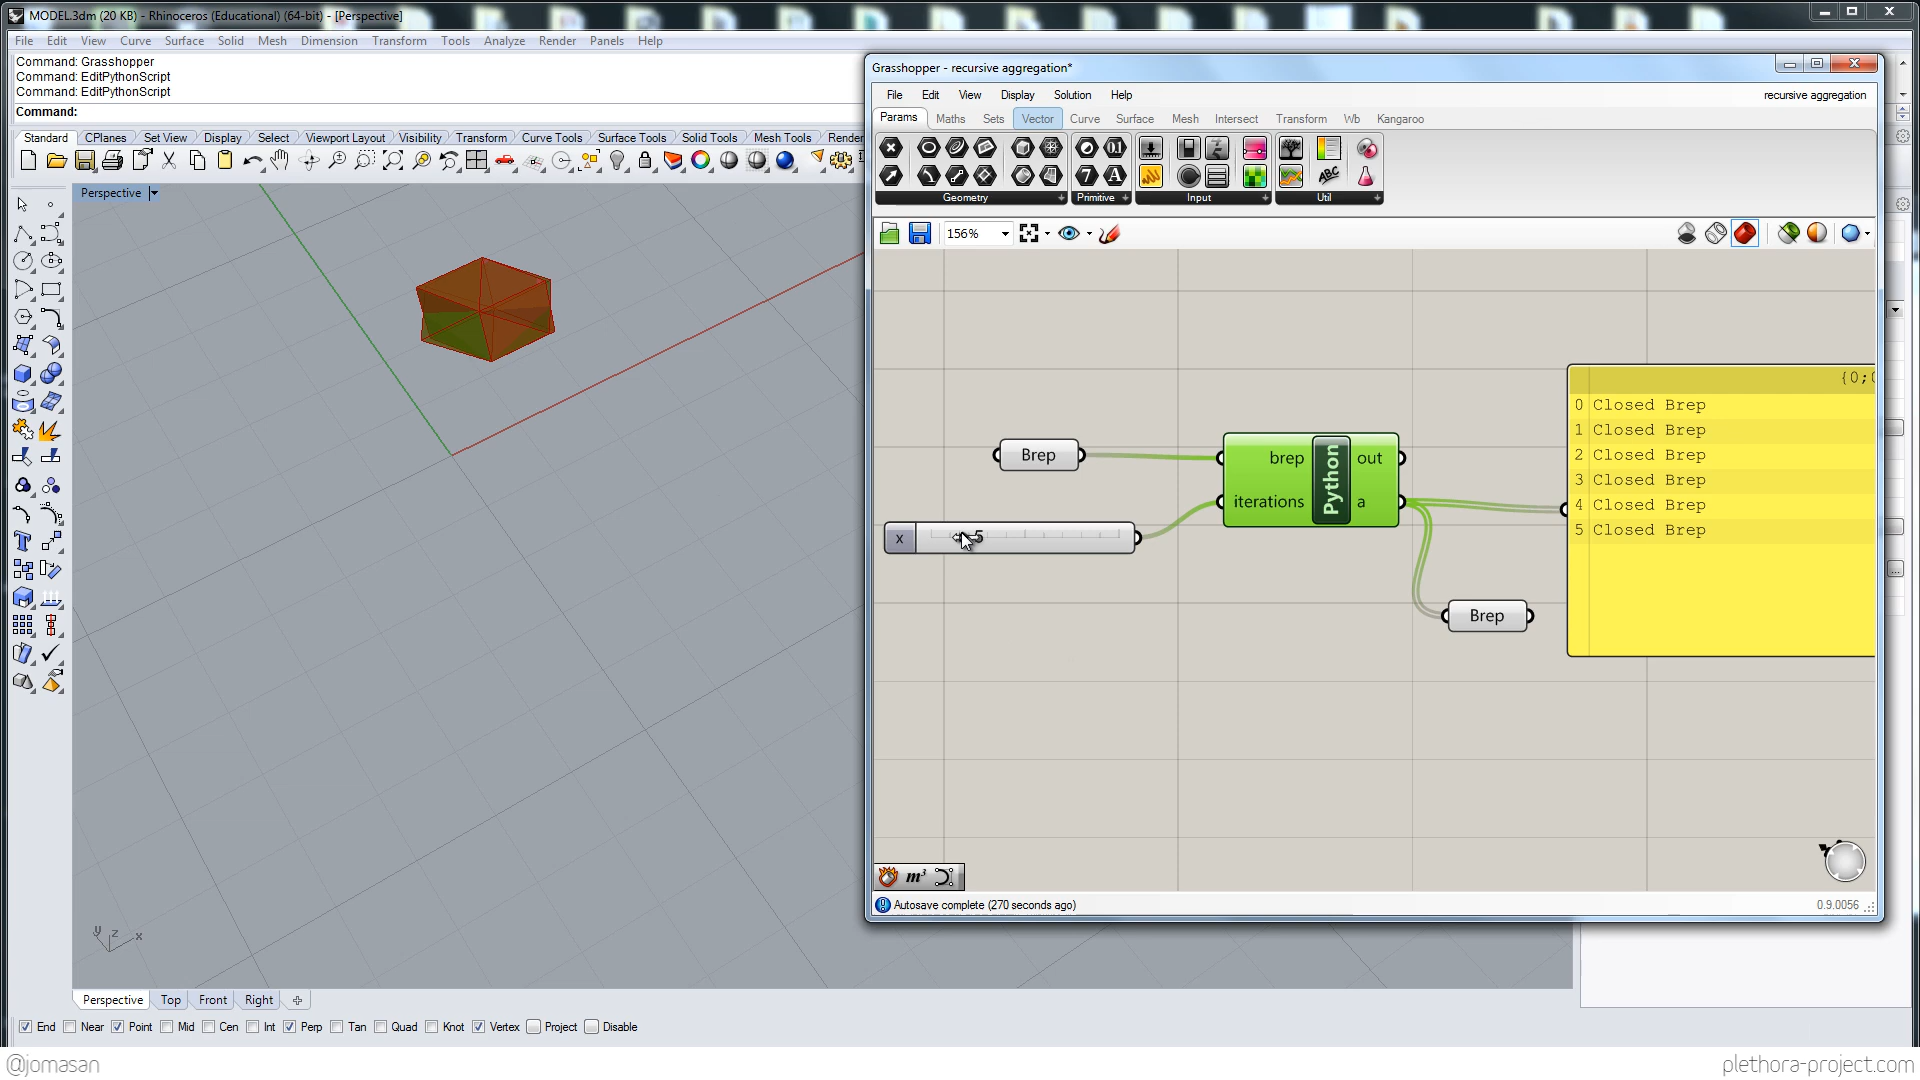 MODEL.3dm (20 KB) - Rhinoceros (Educational) (64-bit) - [Perspective]
File Edit View Curve Surface Solid Mesh Dimension Transform Tools Analyze Render Panels Help
Command: Grasshopper
Command: EditPythonScript
Command: EditPythonScript
Command:
Standard CPlanes Set View Display Select Viewport Layout Visibility Transform Curve Tools Surface Tools Solid Tools Mesh Tools Render
Perspective
Grasshopper - recursive aggregation*
File Edit View Display Solution Help
recursive aggregation
Params Maths Sets Vector Curve Surface Mesh Intersect Transform Wb Kangaroo
Geometry Primitive Input Util
156%
{0;0
0 Closed Brep
1 Closed Brep
2 Closed Brep
3 Closed Brep
4 Closed Brep
5 Closed Brep
Brep
brep Python out
iterations a
x 5
Brep
Autosave complete (270 seconds ago)
0.9.0056
y z x
Perspective Top Front Right
End Near Point Mid Cen Int Perp Tan Quad Knot Vertex Project Disable
@jomasan
plethora-project.com